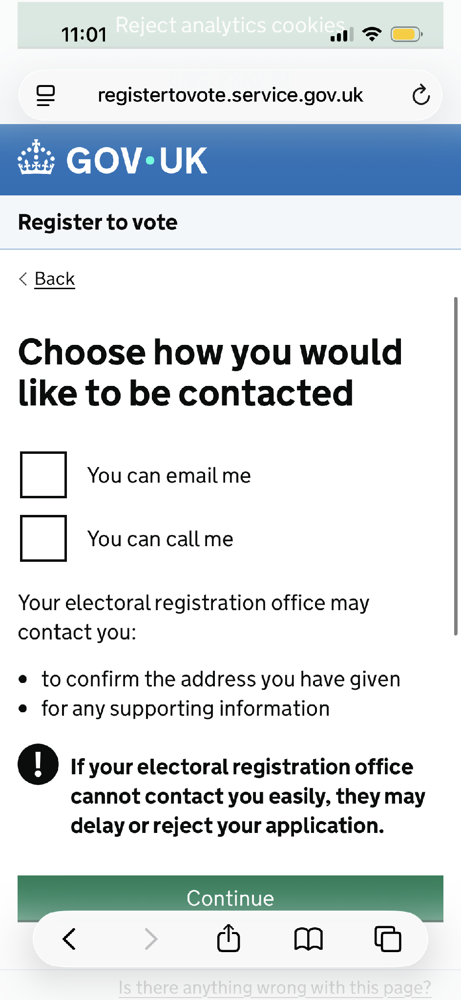 Reject analytics cookies
11:01
registertovote.service.gov.uk
GOV·UK
Register to vote
Back
Choose how you would
like to be contacted
You can email me
You can call me
Your electoral registration office may
contact you:
• to confirm the address you have given
• for any supporting information
! If your electoral registration office
cannot contact you easily, they may
delay or reject your application.
Continue
Is there anything wrong with this page?